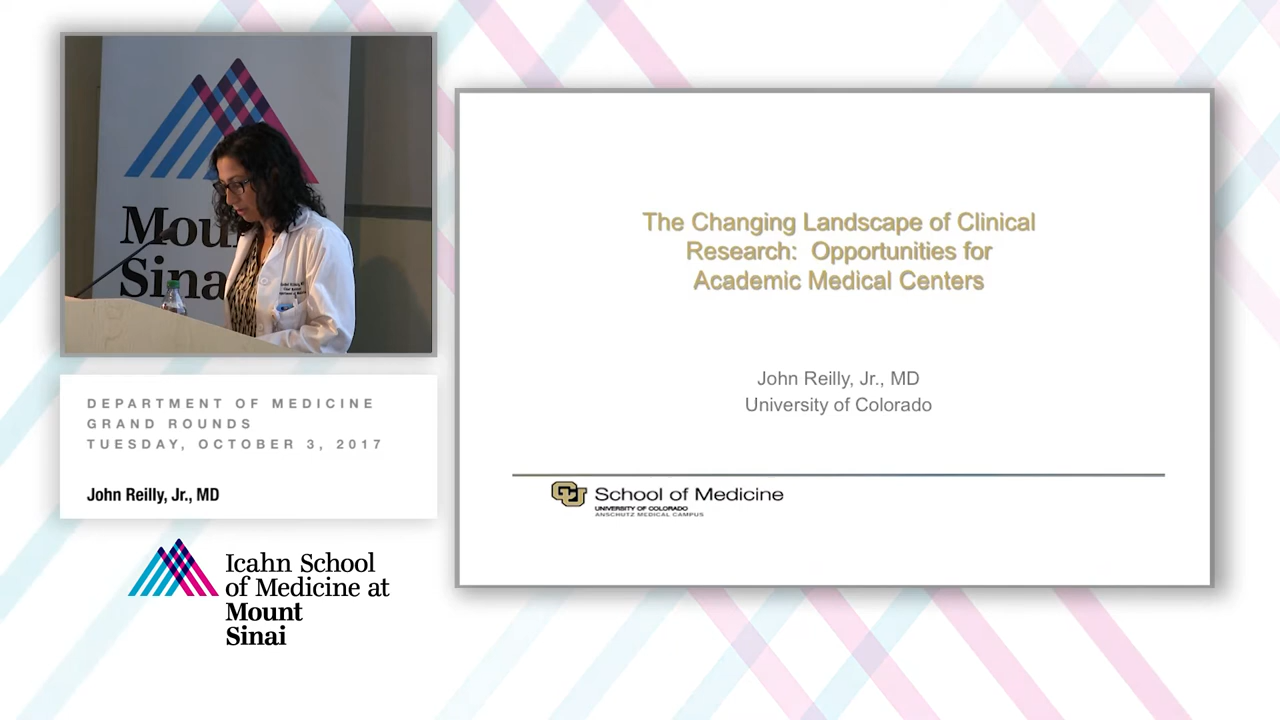 Mou
Sina
DEPARTMENT OF MEDICINE
GRAND ROUNDS
TUESDAY, OCTOBER 3, 2017
John Reilly, Jr., MD
Icahn School
of Medicine at
Mount
Sinai
The Changing Landscape of Clinical
Research: Opportunities for
Academic Medical Centers
John Reilly, Jr., MD
University of Colorado
CU School of Medicine
UNIVERSITY OF COLORADO
ANSCHUTZ MEDICAL CAMPUS